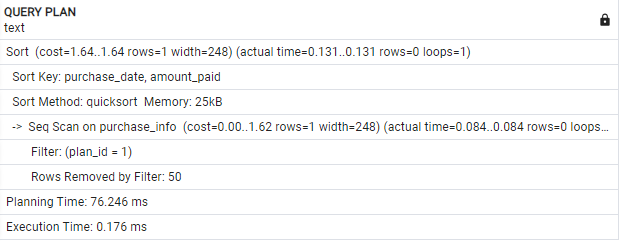 QUERY PLAN
text
Sort (cost=1.64..1.64 rows=1 width=248) (actual time=0.131..0.131 rows=0 loops=1)
Sort Key: purchase_date, amount_paid
Sort Method: quicksort Memory: 25kB
-> Seq Scan on purchase_info (cost=0.00..1.62 rows=1 width=248) (actual time=0.084..0.084 rows=0 loops...
Filter: (plan_id = 1)
Rows Removed by Filter: 50
Planning Time: 76.246 ms
Execution Time: 0.176 ms